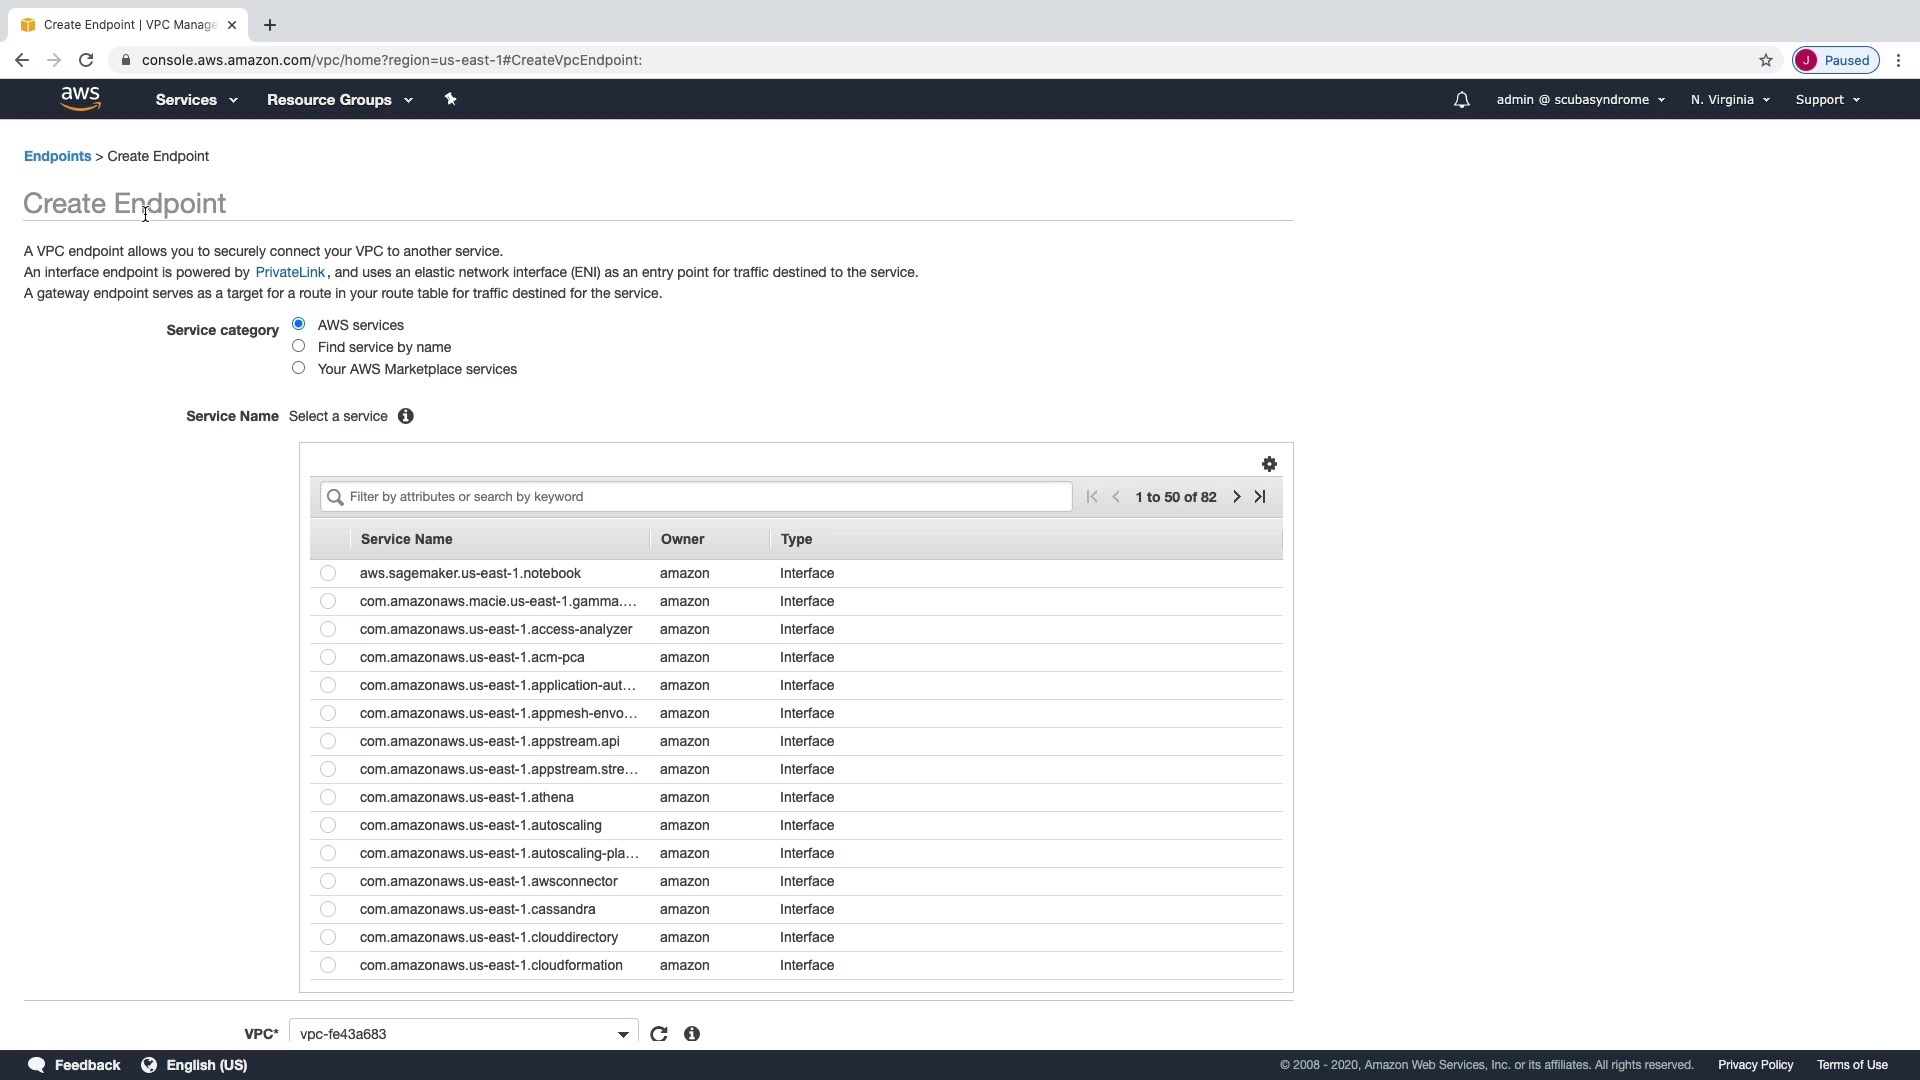 Create Endpoint | VPC Manage
console.aws.amazon.com/vpc/home?region=us-east-1#CreateVpcEndpoint:
J Paused
aws Services Resource Groups admin @ scubasyndrome N. Virginia Support
Endpoints > Create Endpoint
Create Endpoint
A VPC endpoint allows you to securely connect your VPC to another service.
An interface endpoint is powered by PrivateLink, and uses an elastic network interface (ENI) as an entry point for traffic destined to the service.
A gateway endpoint serves as a target for a route in your route table for traffic destined for the service.
Service category AWS services
Find service by name
Your AWS Marketplace services
Service Name Select a service
Filter by attributes or search by keyword 1 to 50 of 82
Service Name Owner Type
aws.sagemaker.us-east-1.notebook amazon Interface
com.amazonaws.macie.us-east-1.gamma.... amazon Interface
com.amazonaws.us-east-1.access-analyzer amazon Interface
com.amazonaws.us-east-1.acm-pca amazon Interface
com.amazonaws.us-east-1.application-aut... amazon Interface
com.amazonaws.us-east-1.appmesh-envo... amazon Interface
com.amazonaws.us-east-1.appstream.api amazon Interface
com.amazonaws.us-east-1.appstream.stre... amazon Interface
com.amazonaws.us-east-1.athena amazon Interface
com.amazonaws.us-east-1.autoscaling amazon Interface
com.amazonaws.us-east-1.autoscaling-pla... amazon Interface
com.amazonaws.us-east-1.awsconnector amazon Interface
com.amazonaws.us-east-1.cassandra amazon Interface
com.amazonaws.us-east-1.clouddirectory amazon Interface
com.amazonaws.us-east-1.cloudformation amazon Interface
VPC* vpc-fe43a683
Feedback English (US) © 2008 - 2020, Amazon Web Services, Inc. or its affiliates. All rights reserved. Privacy Policy Terms of Use